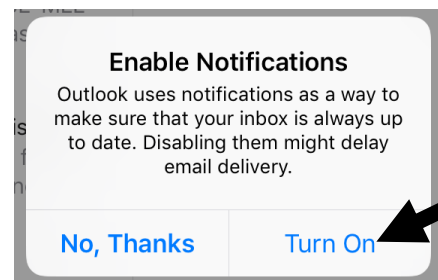 Enable Notifications
Outlook uses notifications as a way to
make sure that your inbox is always up
to date. Disabling them might delay
email delivery.
No, Thanks
Turn On